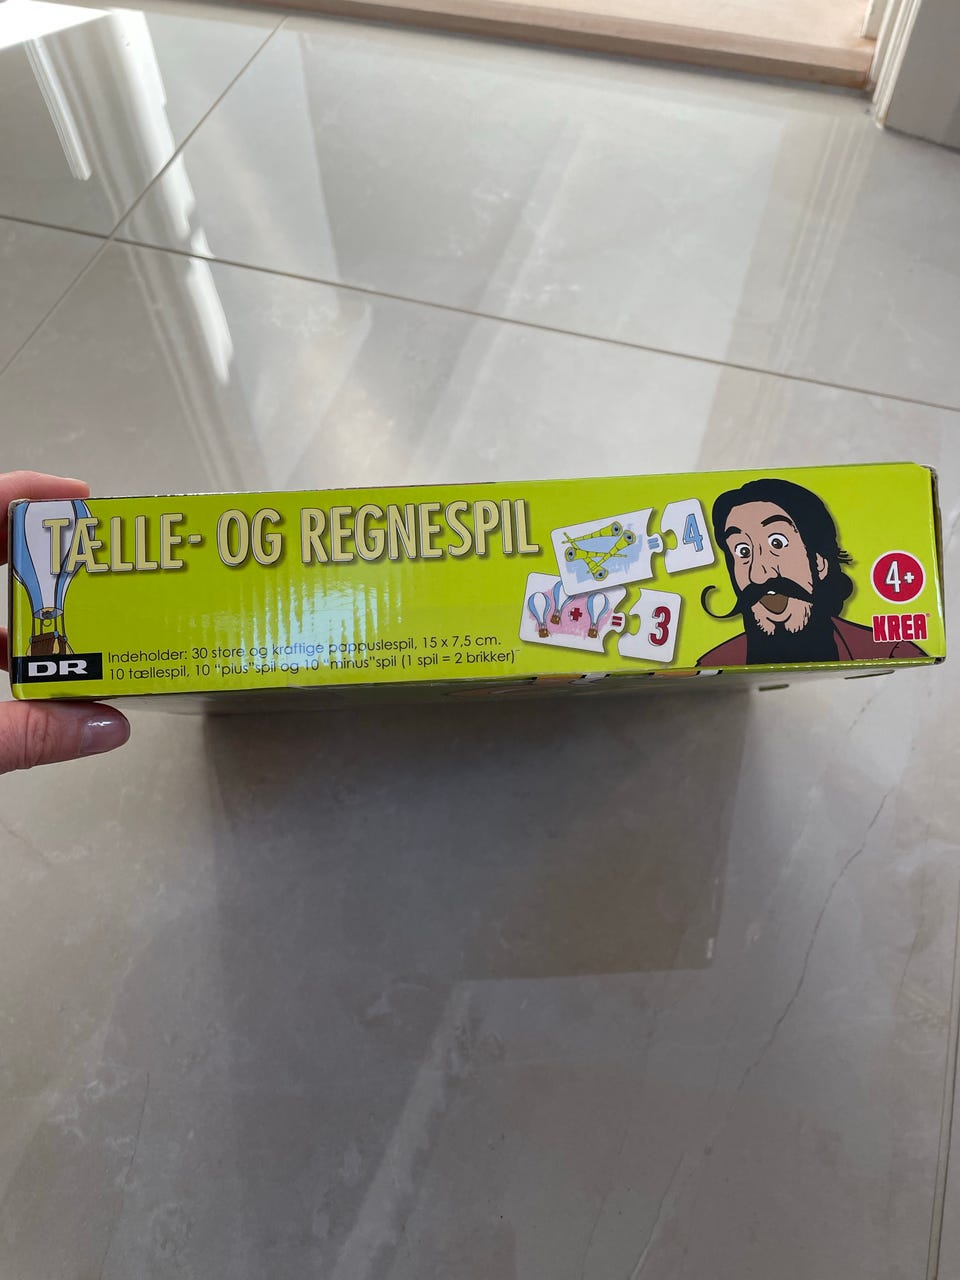 TÆLLE- OG REGNESPIL
= 4
+ = 3
4+
KREA
DR
Indeholder: 30 store og kraftige pappuslespil, 15 x 7,5 cm.
10 tællespil, 10 "plus"spil og 10 "minus"spil (1 spil = 2 brikker)